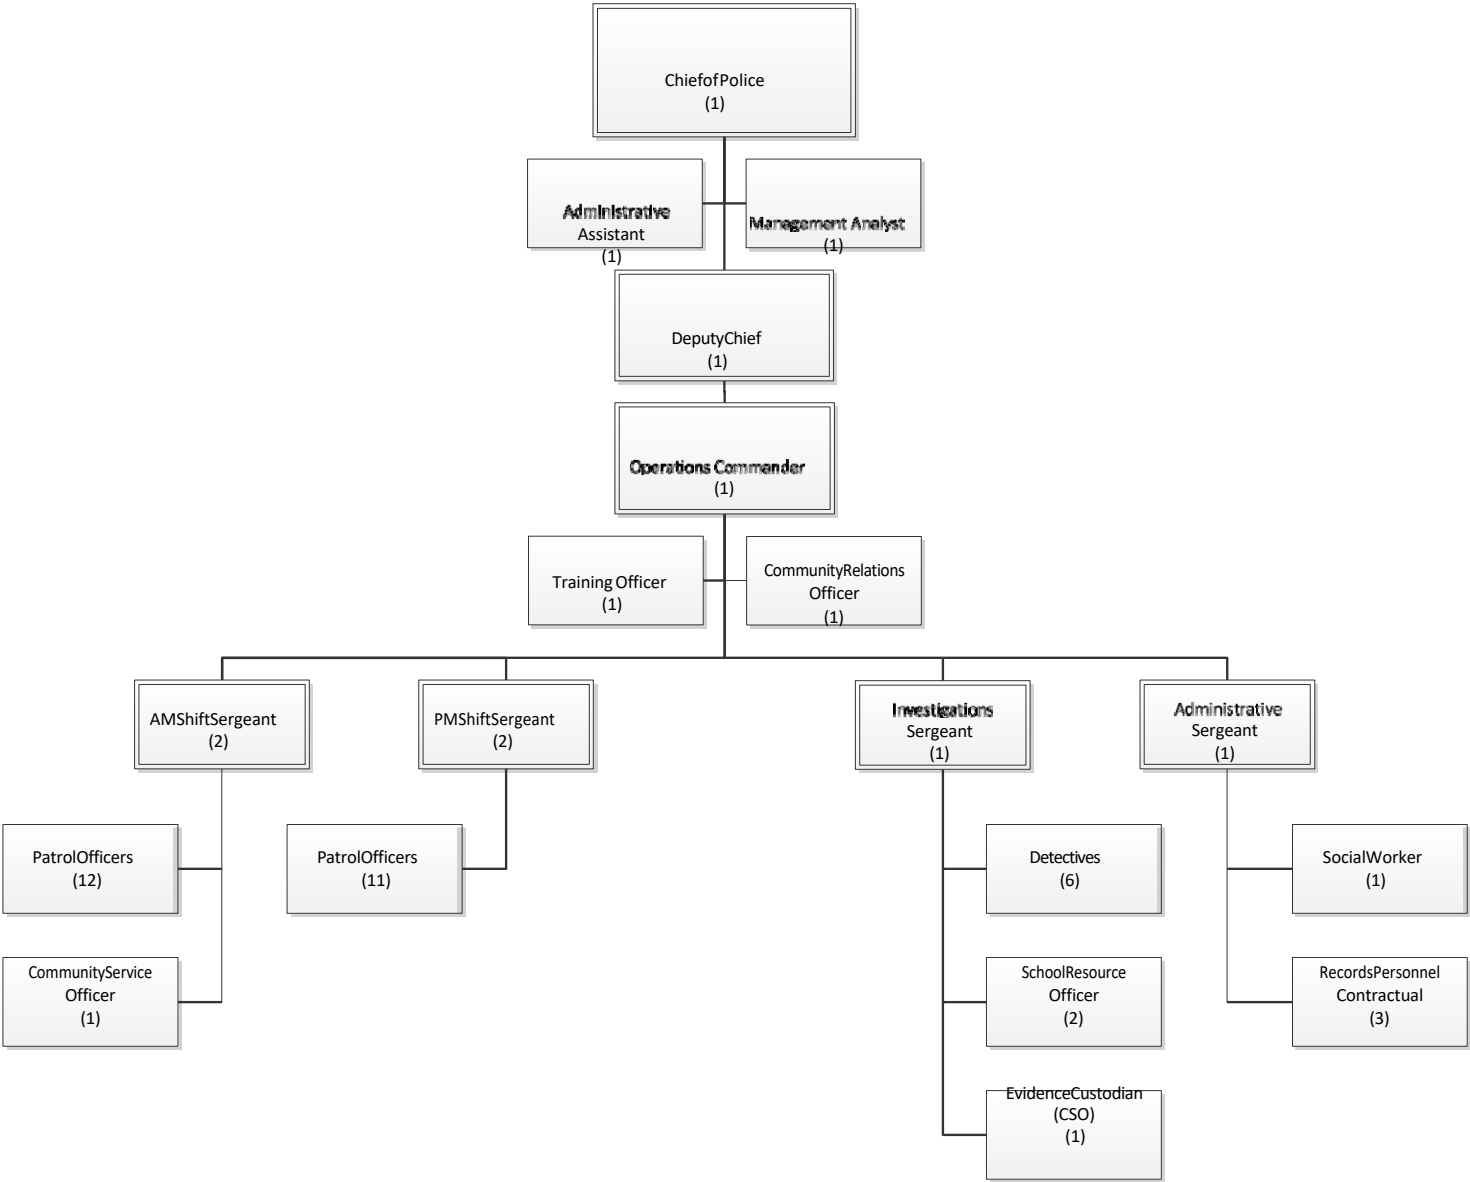 ChiefofPolice
(1)
Administrative
Assistant
(1)
Management Analyst
(1)
DeputyChief
(1)
Operations Commander
(1)
Training Officer
(1)
CommunityRelations
Officer
(1)
AMShiftSergeant
(2)
PMShiftSergeant
(2)
Investigations
Sergeant
(1)
Administrative
Sergeant
(1)
PatrolOfficers
(12)
PatrolOfficers
(11)
Detectives
(6)
SocialWorker
(1)
CommunityService
Officer
(1)
SchoolResource
Officer
(2)
RecordsPersonnel
Contractual
(3)
EvidenceCustodian
(CSO)
(1)